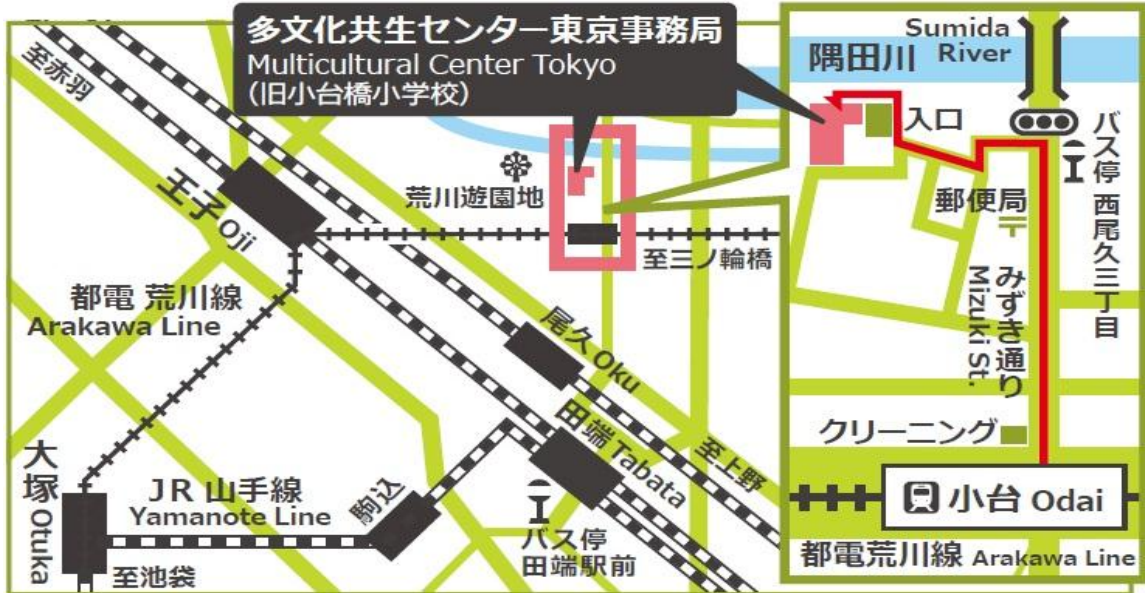 多文化共生センター東京事務局
Multicultural Center Tokyo
(旧小台橋小学校)
至赤羽
王子 Oji
荒川遊園地
至三ノ輪橋
都電 荒川線
Arakawa Line
尾久 Oku
田端 Tabata
至上野
大塚 Otuka
JR 山手線
Yamanote Line
駒込
至池袋
バス停
田端駅前
Sumida
River
隅田川
入口
バス停 西尾久三丁目
郵便局
〒
みずき通り
Mizuki St.
クリーニング
小台 Odai
都電荒川線 Arakawa Line